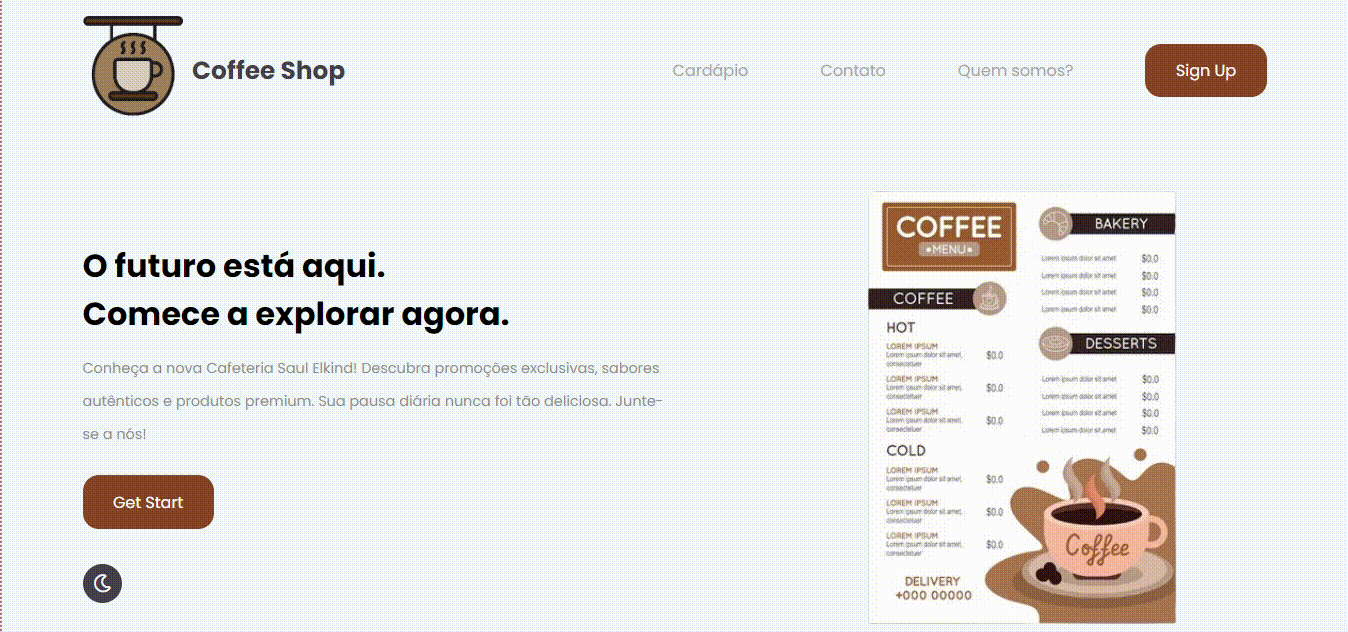 Coffee Shop
Cardápio
Contato
Quem somos?
Sign Up
O futuro está aqui.
Comece a explorar agora.
Conheça a nova Cafeteria Saul Elkind! Descubra promoções exclusivas, sabores
autênticos e produtos premium. Sua pausa diária nunca foi tão deliciosa. Junte-
se a nós!
Get Start
COFFEE
•MENU•
COFFEE
HOT
LOREM IPSUM
Lorem ipsum dolor sit amet, $0.0
consectetuer
LOREM IPSUM
Lorem ipsum dolor sit amet, $0.0
consectetuer
LOREM IPSUM
Lorem ipsum dolor sit amet, $0.0
consectetuer
COLD
LOREM IPSUM
Lorem ipsum dolor sit amet, $0.0
consectetuer
LOREM IPSUM
Lorem ipsum dolor sit amet, $0.0
consectetuer
LOREM IPSUM
Lorem ipsum dolor sit amet, $0.0
consectetuer
DELIVERY
+000 00000
BAKERY
Lorem ipsum dolor sit amet $0.0
Lorem ipsum dolor sit amet $0.0
Lorem ipsum dolor sit amet $0.0
Lorem ipsum dolor sit amet $0.0
DESSERTS
Lorem ipsum dolor sit amet $0.0
Lorem ipsum dolor sit amet $0.0
Lorem ipsum dolor sit amet $0.0
Lorem ipsum dolor sit amet $0.0
Coffee